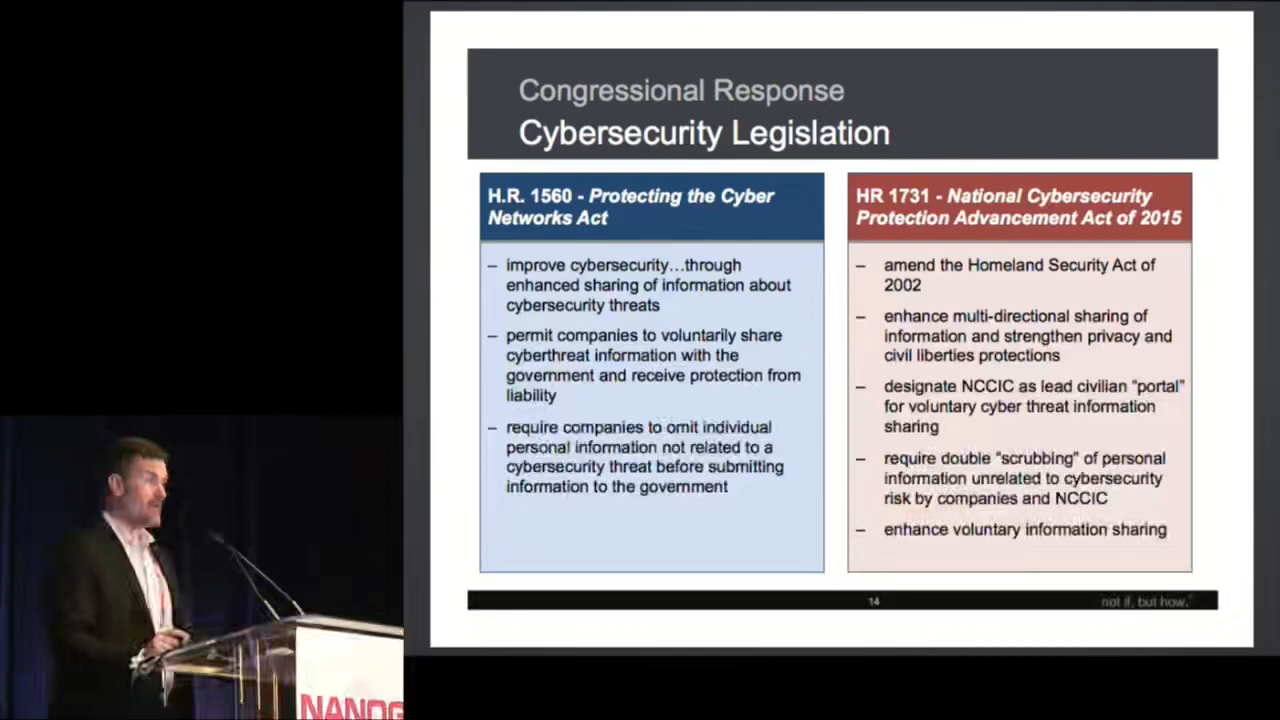 Congressional Response
Cybersecurity Legislation
H.R. 1560 - Protecting the Cyber
Networks Act
– improve cybersecurity…through
enhanced sharing of information about
cybersecurity threats
– permit companies to voluntarily share
cyberthreat information with the
government and receive protection from
liability
– require companies to omit individual
personal information not related to a
cybersecurity threat before submitting
information to the government
HR 1731 - National Cybersecurity
Protection Advancement Act of 2015
– amend the Homeland Security Act of
2002
– enhance multi-directional sharing of
information and strengthen privacy and
civil liberties protections
– designate NCCIC as lead civilian “portal”
for voluntary cyber threat information
sharing
– require double “scrubbing” of personal
information unrelated to cybersecurity
risk by companies and NCCIC
– enhance voluntary information sharing
14
not if, but how.
NANOG